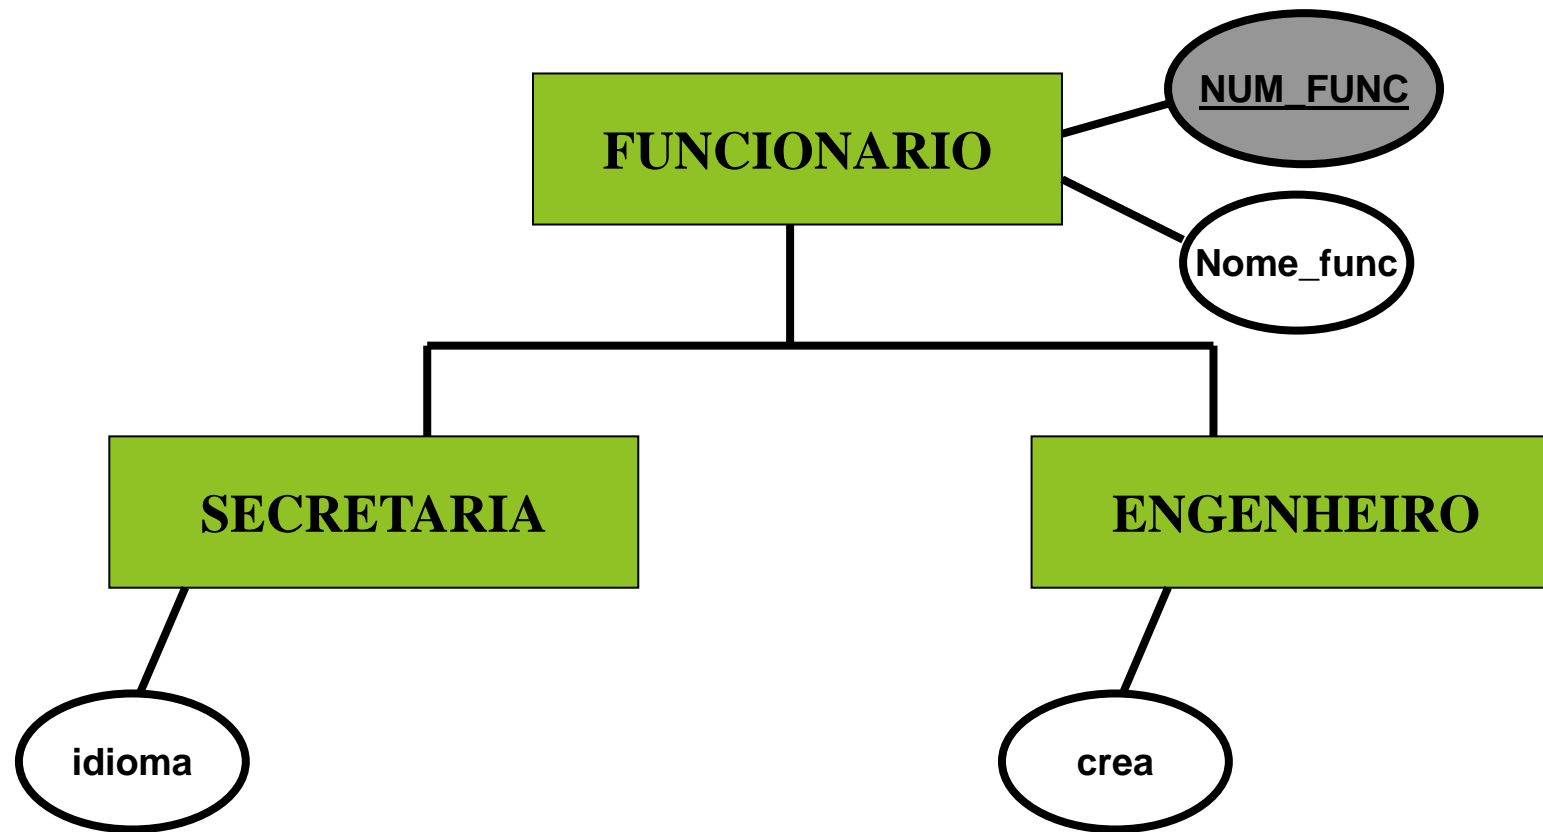 NUM_FUNC
FUNCIONARIO
Nome_func
SECRETARIA
ENGENHEIRO
idioma
crea